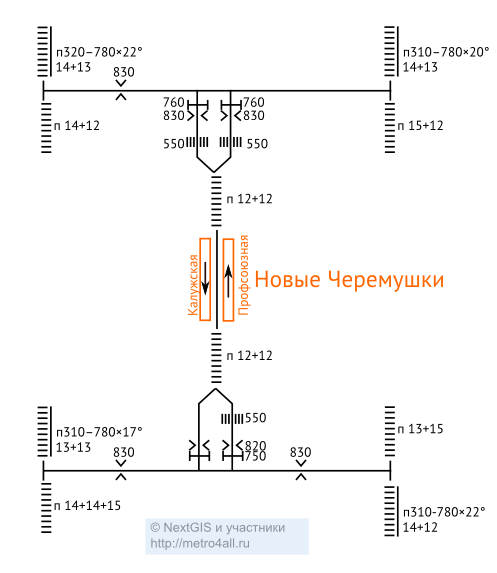 п320–780×22°
14+13
830
п310–780×20°
14+13
760
760
830
830
п 14+12
п 15+12
550
550
п 12+12
Калужская
Профсоюзная
Новые Черемушки
п 12+12
550
п310–780×17°
13+13
830
820
750
830
п 13+15
п 14+14+15
п310-780×22°
14+12
© NextGIS и участники
http://metro4all.ru